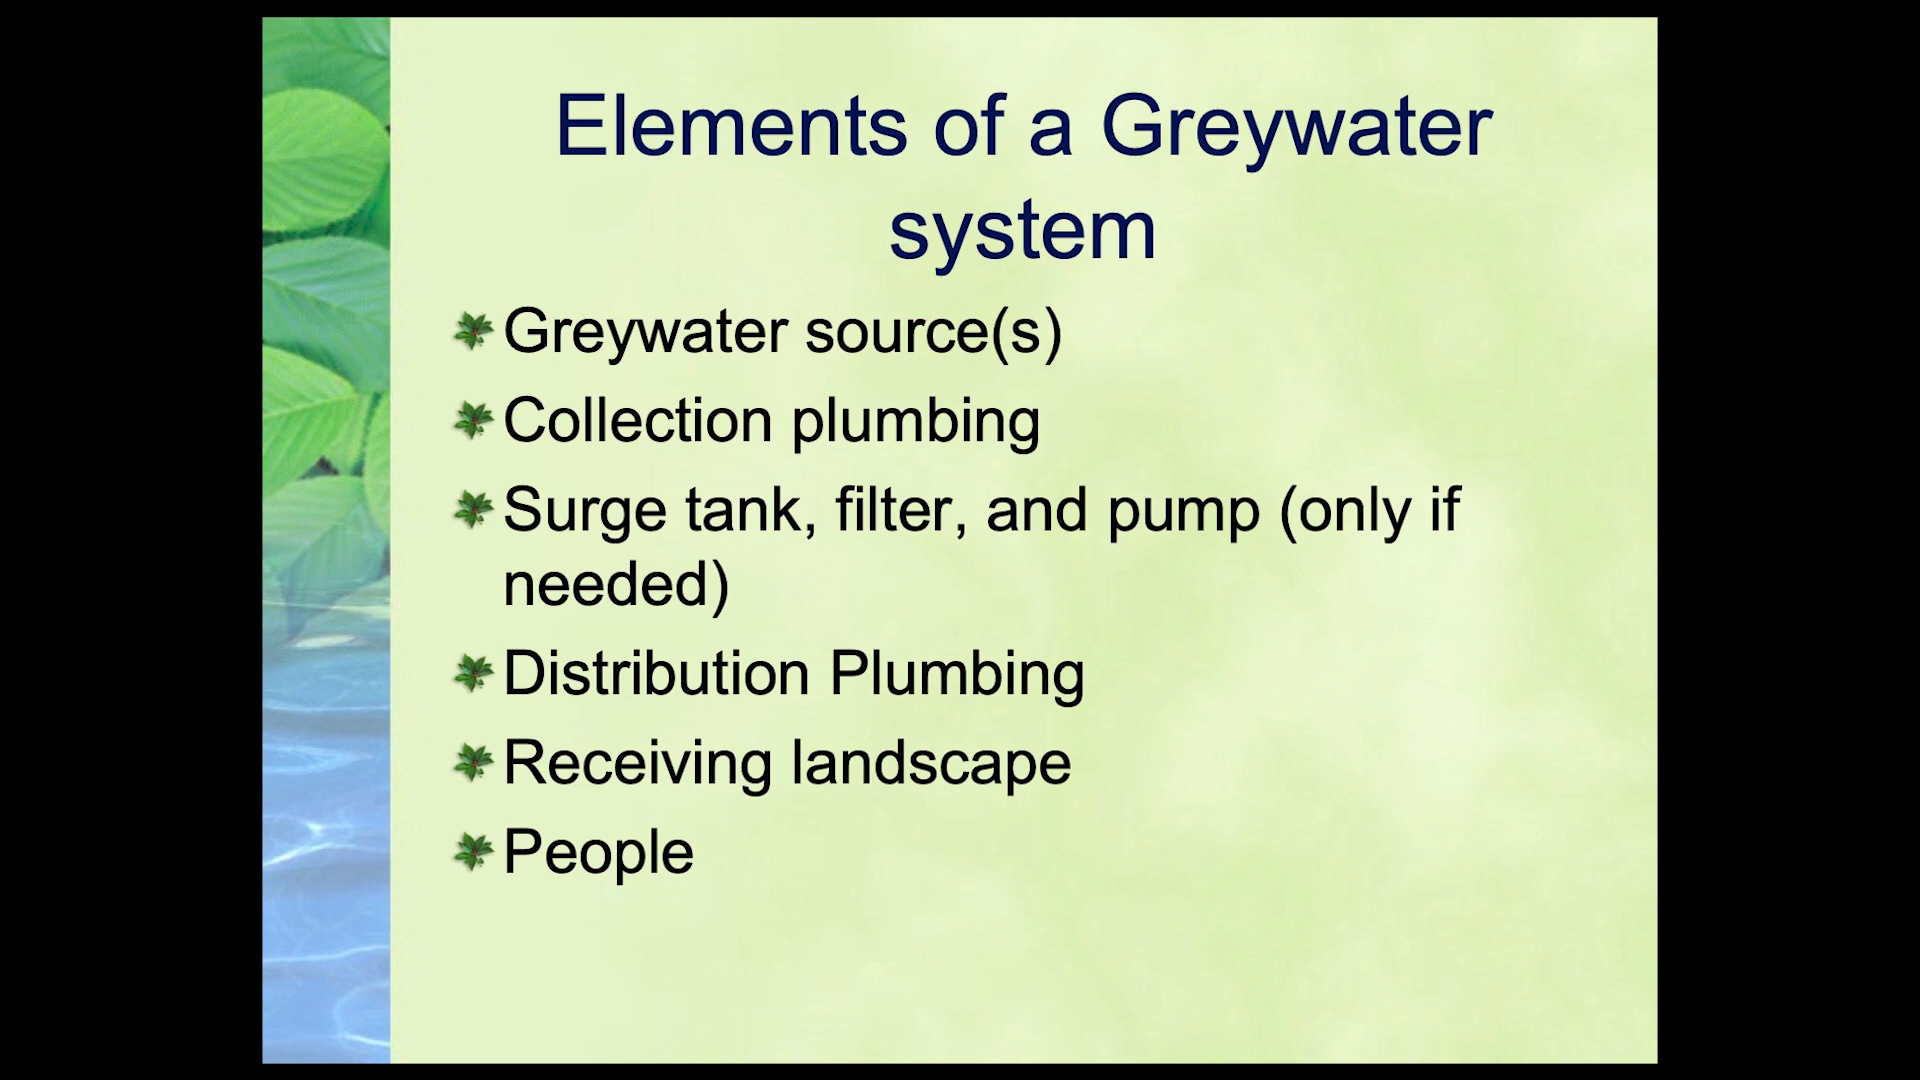 Elements of a Greywater
system
Greywater source(s)
Collection plumbing
Surge tank, filter, and pump (only if
needed)
Distribution Plumbing
Receiving landscape
People